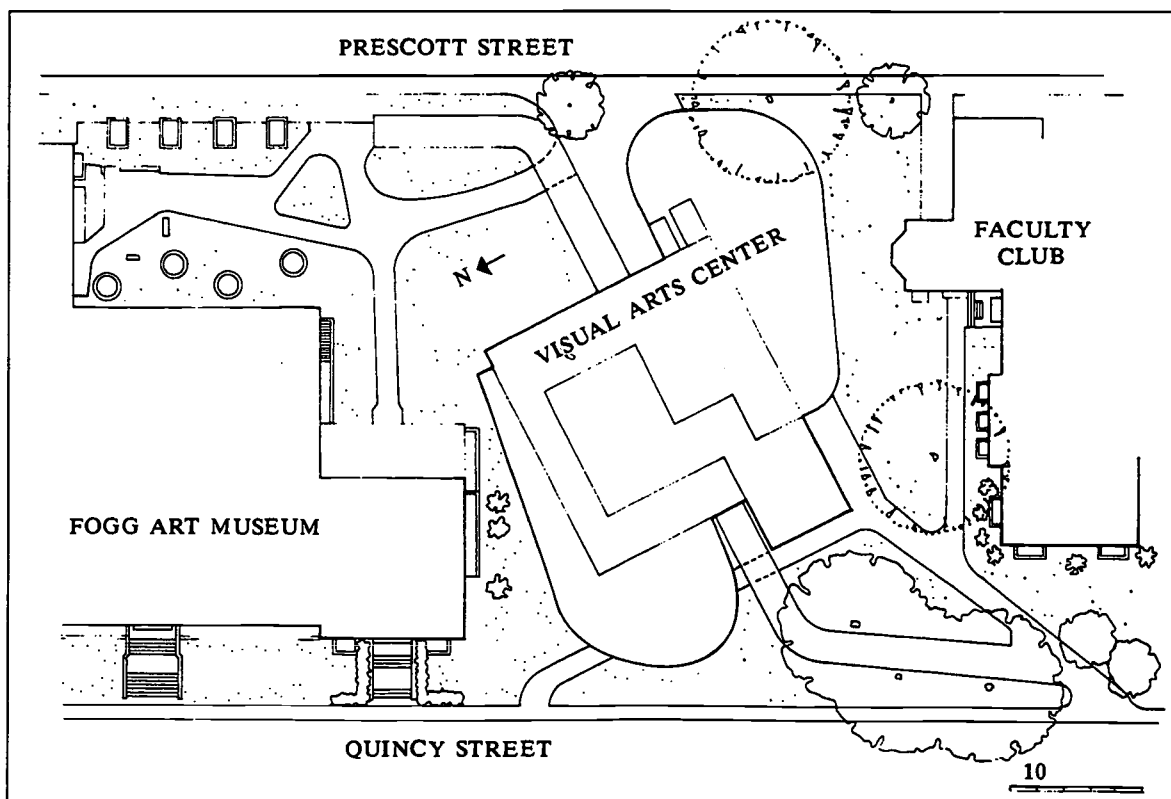 PRESCOTT STREET
FACULTY
CLUB
N
VISUAL ARTS CENTER
FOGG ART MUSEUM
QUINCY STREET
10